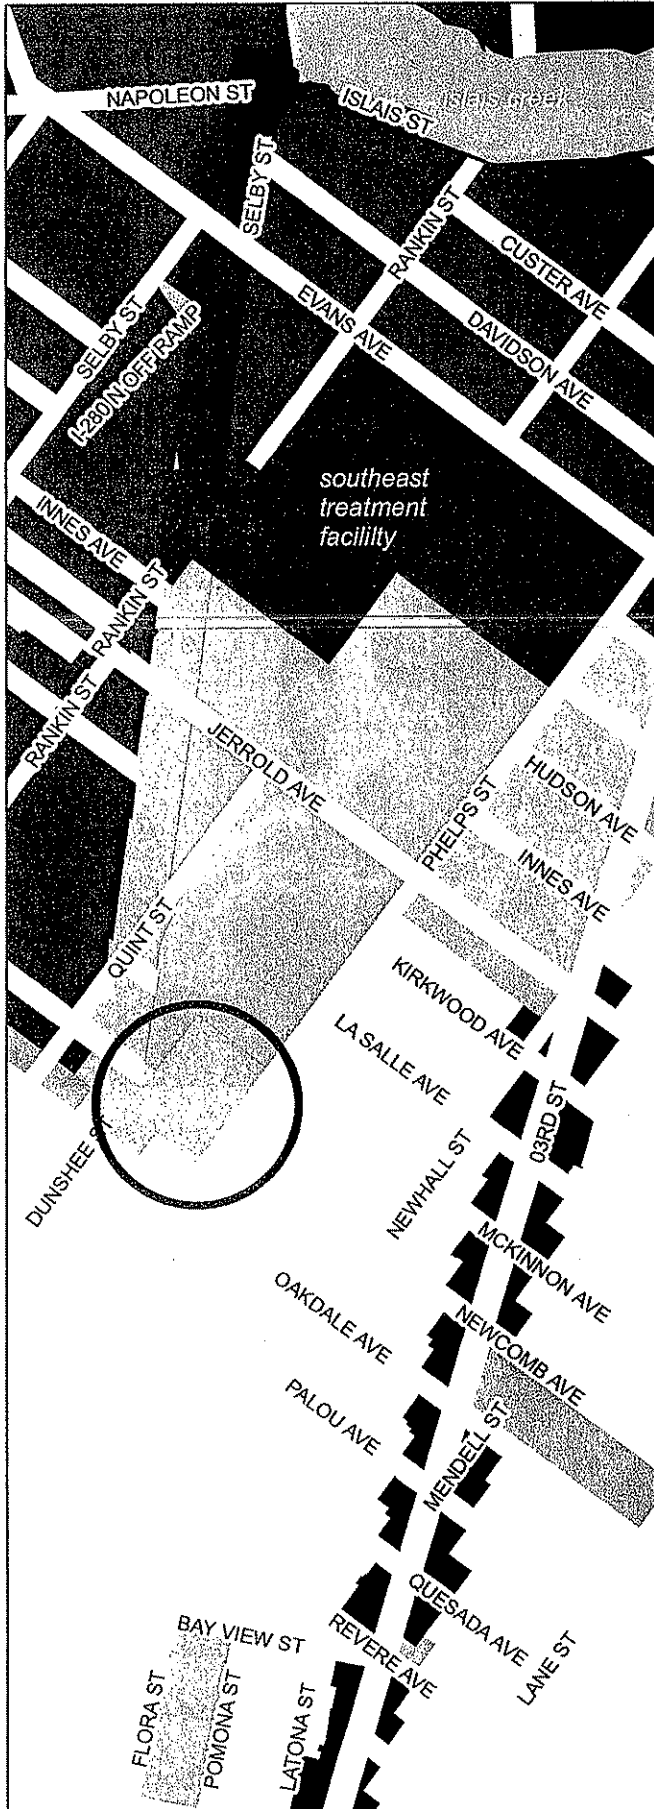 NAPOLEON ST
ISLAIS ST
islais creek
SELBY ST
RANKIN ST
CUSTER AVE
EVANS AVE
DAVIDSON AVE
SELBY ST
I-280 N OFF RAMP
southeast
treatment
facililty
INNES AVE
RANKIN ST
RANKIN ST
JERROLD AVE
HUDSON AVE
PHELPS ST
INNES AVE
QUINT ST
KIRKWOOD AVE
LA SALLE AVE
03RD ST
DUNSHEE ST
NEWHALL ST
MCKINNON AVE
OAKDALE AVE
NEWCOMB AVE
PALOU AVE
MENDELL ST
QUESADA AVE
BAY VIEW ST
REVERE AVE
LANE ST
FLORA ST
POMONA ST
LATONA ST